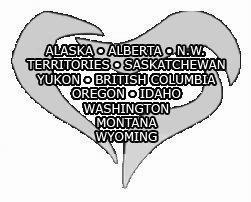 ALASKA • ALBERTA • N.W.
TERRITORIES • SASKATCHEWAN
YUKON • BRITISH COLUMBIA
OREGON • IDAHO
WASHINGTON
MONTANA
WYOMING